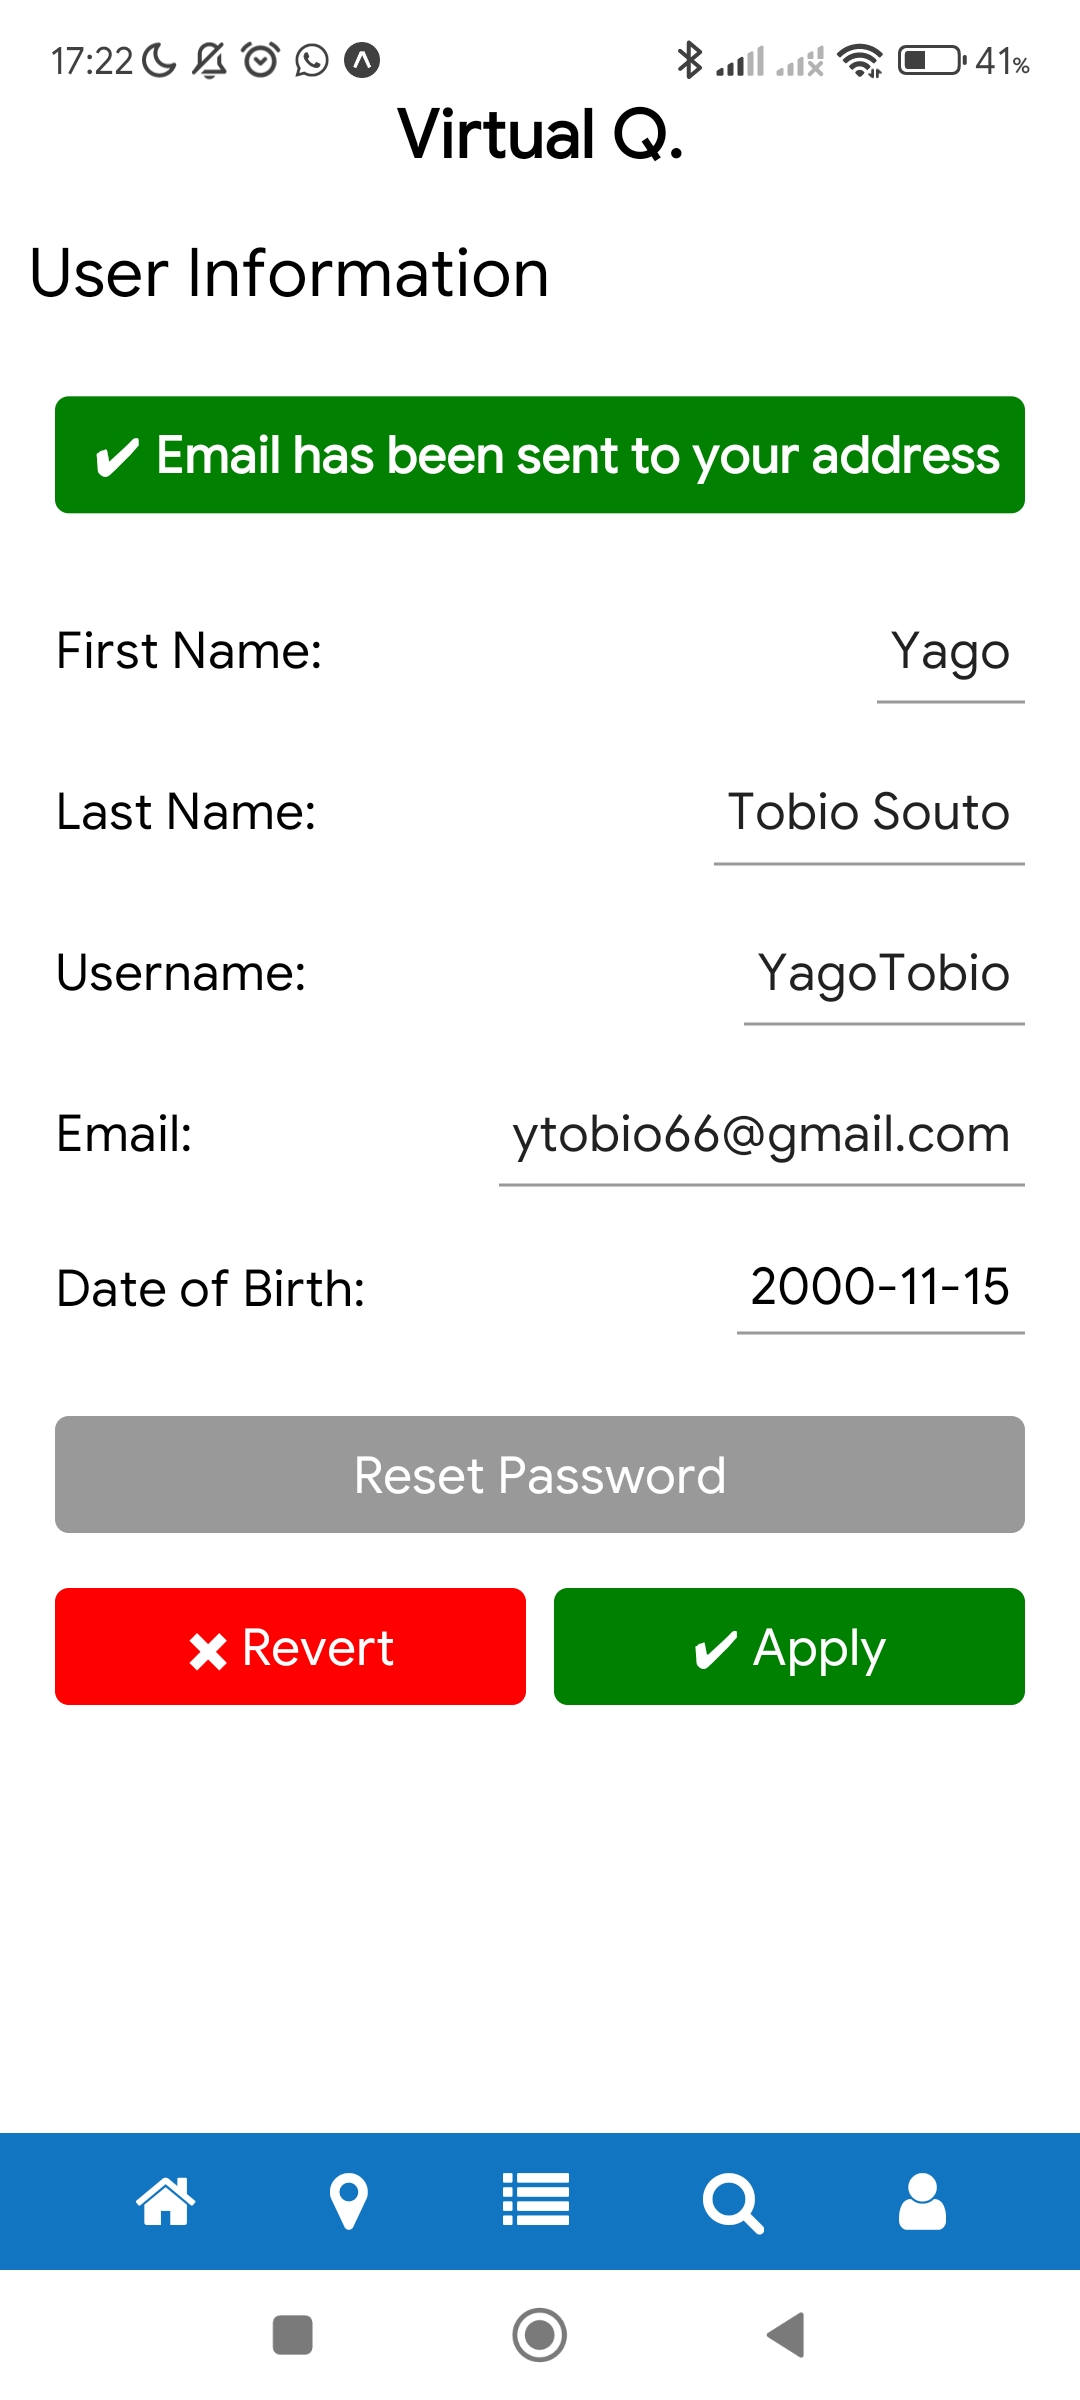 17:22 41%
Virtual Q.
User Information
✔ Email has been sent to your address
First Name: Yago
Last Name: Tobio Souto
Username: YagoTobio
Email: ytobio66@gmail.com
Date of Birth: 2000-11-15
Reset Password
✖ Revert ✔ Apply